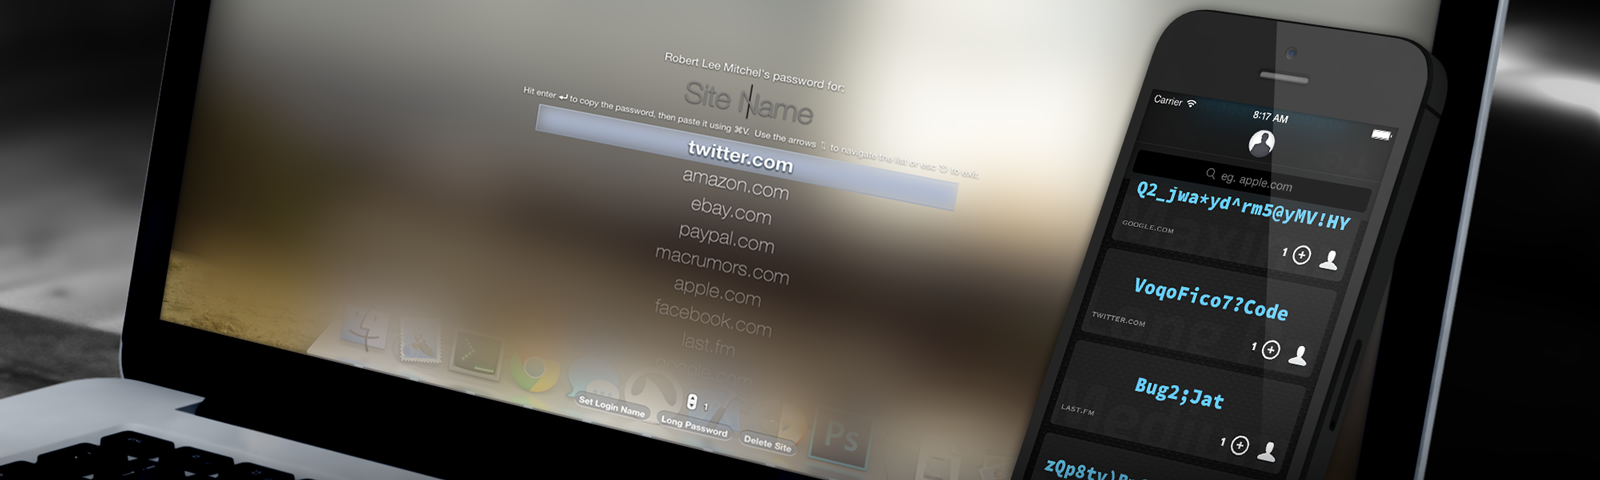 Robert Lee Mitchel's password for:
Site Name
Hit enter ↩ to copy the password, then paste it using ⌘V. Use the arrows to navigate the list or esc to exit.
twitter.com
amazon.com
ebay.com
paypal.com
macrumors.com
apple.com
facebook.com
last.fm
google.com
1
Set Login Name
Long Password
Delete Site
Ps
Carrier
8:17 AM
eg. apple.com
Q2_jwa*yd^rm5@yMV!HY
GOOGLE.COM
1
VoqoFico7?Code
TWITTER.COM
1
Bug2;Jat
LAST.FM
1